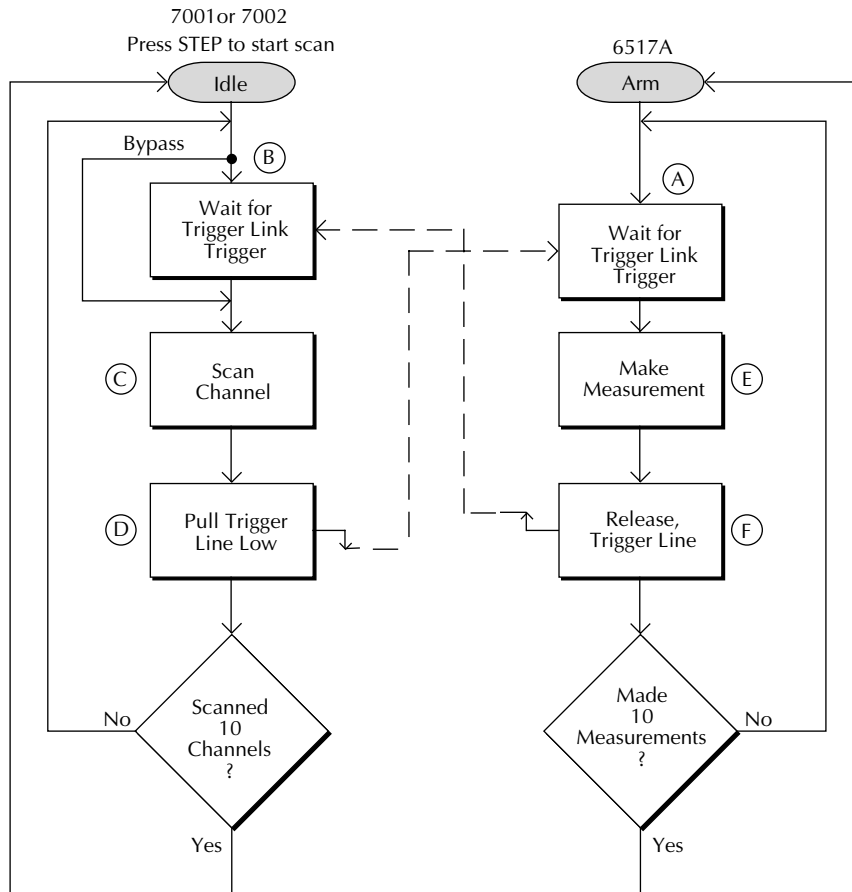 7001or 7002
Press STEP to start scan
Idle
Bypass
B
Wait for
Trigger Link
Trigger
C
Scan
Channel
D
Pull Trigger
Line Low
Scanned
10
Channels
?
No
Yes
6517A
Arm
A
Wait for
Trigger Link
Trigger
Make
Measurement
E
Release,
Trigger Line
F
Made
10
Measurements
?
No
Yes